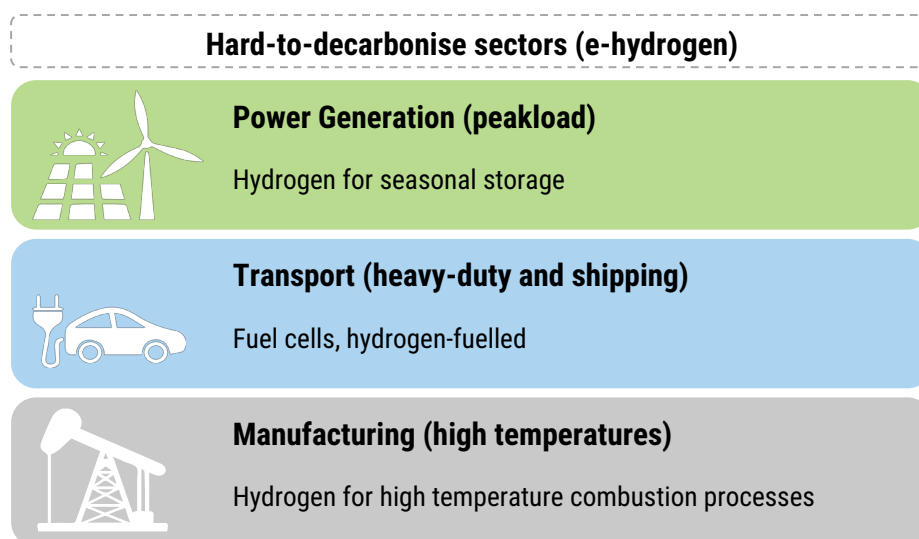 Hard-to-decarbonise sectors (e-hydrogen)
Power Generation (peakload)
Hydrogen for seasonal storage
Transport (heavy-duty and shipping)
Fuel cells, hydrogen-fuelled
Manufacturing (high temperatures)
Hydrogen for high temperature combustion processes